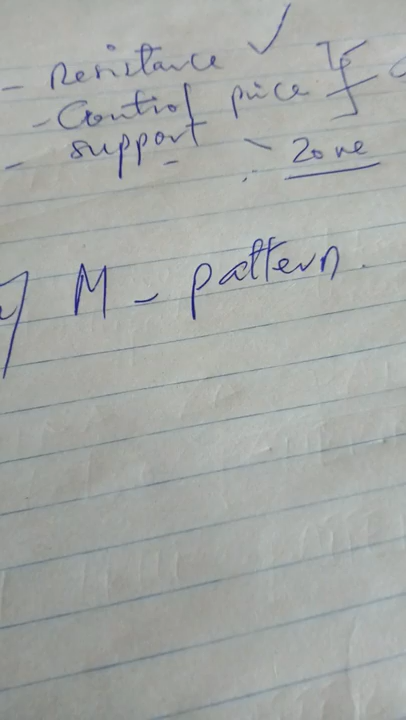 - Resistance ✓
- Control price
- support
Zone
M - pattern.